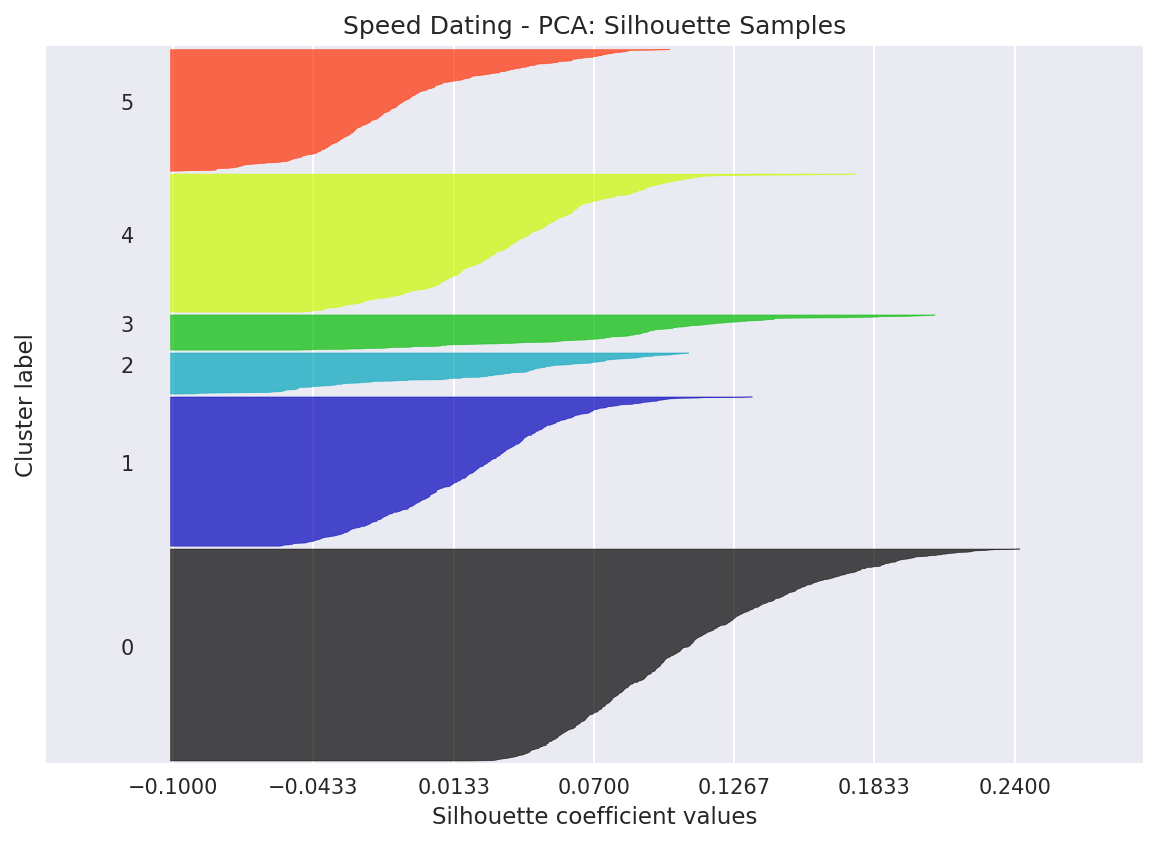 Speed Dating - PCA: Silhouette Samples
Cluster label
5
4
3
2
1
0
−0.1000 −0.0433 0.0133 0.0700 0.1267 0.1833 0.2400
Silhouette coefficient values